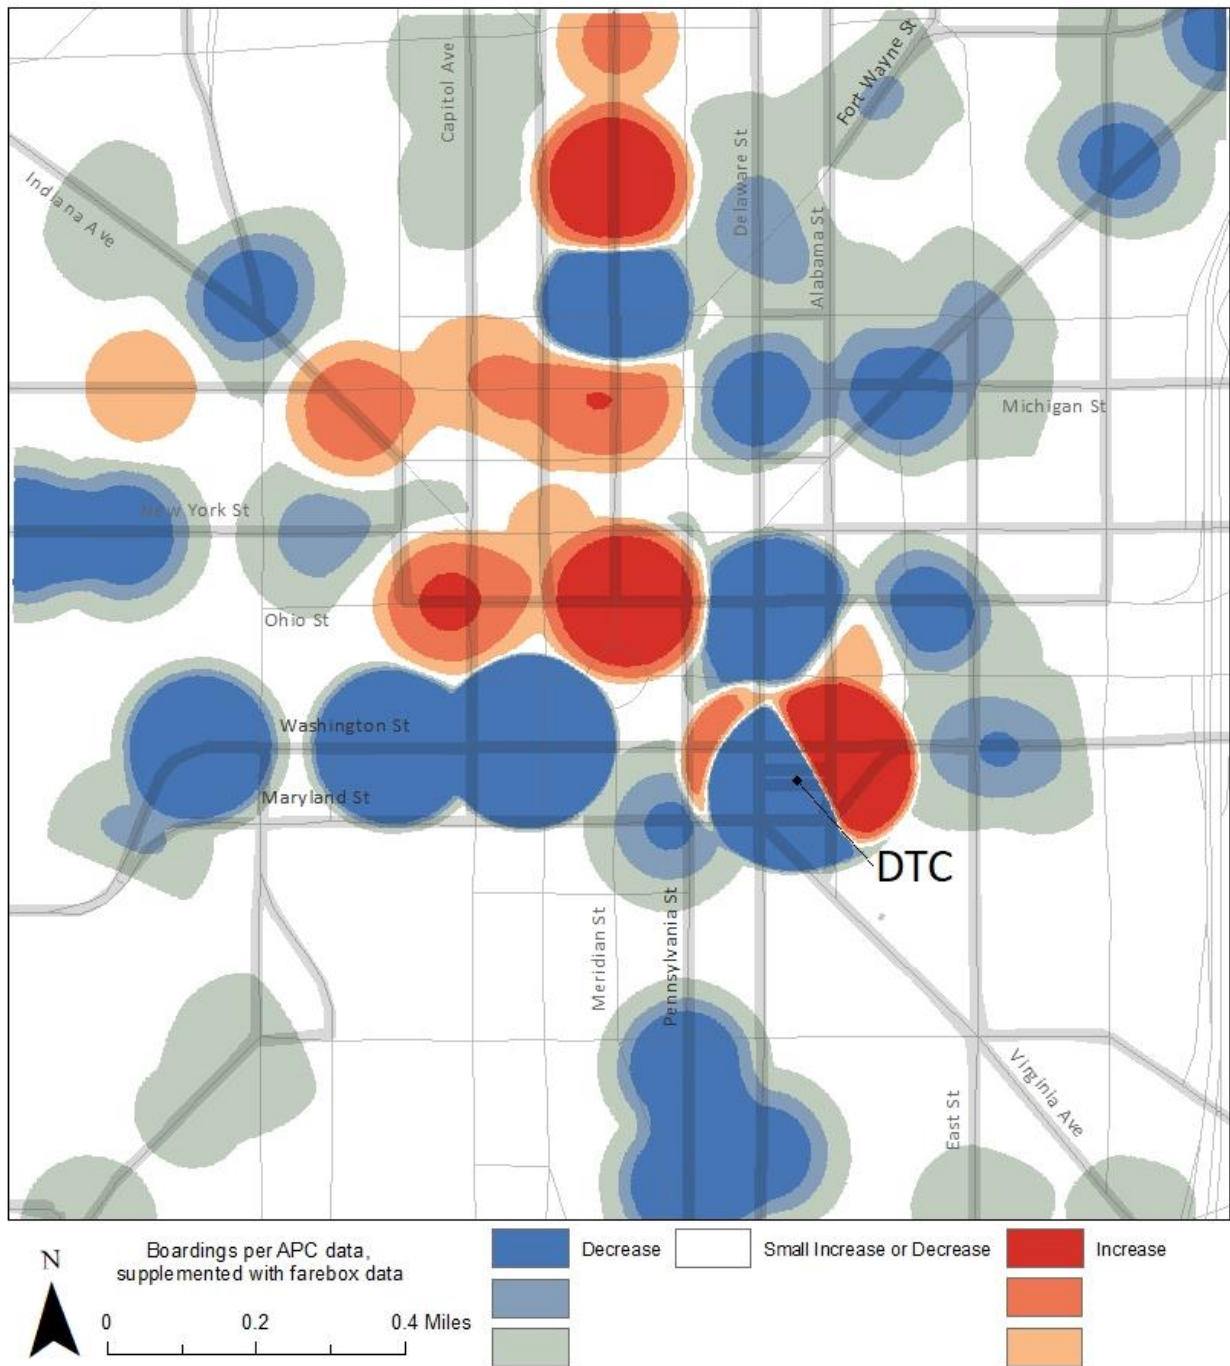 Capitol Ave
Fort Wayne St
Indiana Ave
Delaware St
Alabama St
Michigan St
New York St
Ohio St
Washington St
Maryland St
DTC
Meridian St
Pennsylvania St
East St
Virginia Ave
N
Boardings per APC data,
supplemented with farebox data
0 0.2 0.4 Miles
Decrease
Small Increase or Decrease
Increase